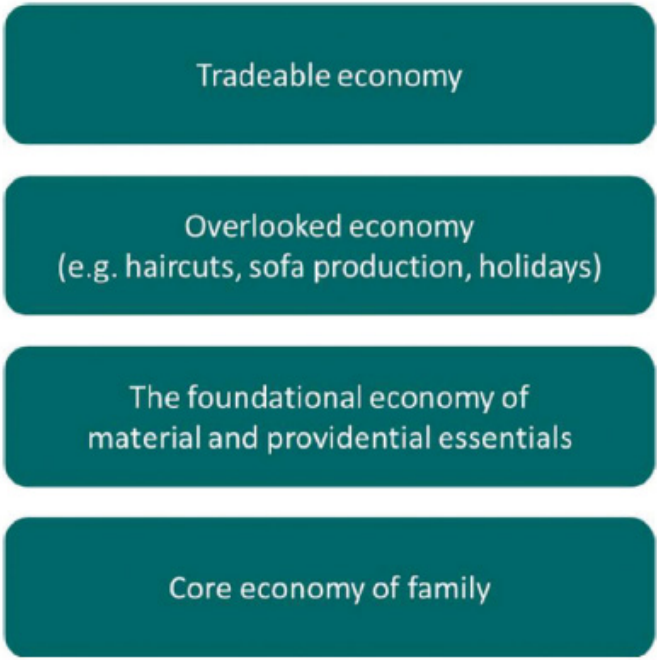 Tradeable economy
Overlooked economy
(e.g. haircuts, sofa production, holidays)
The foundational economy of
material and providential essentials
Core economy of family